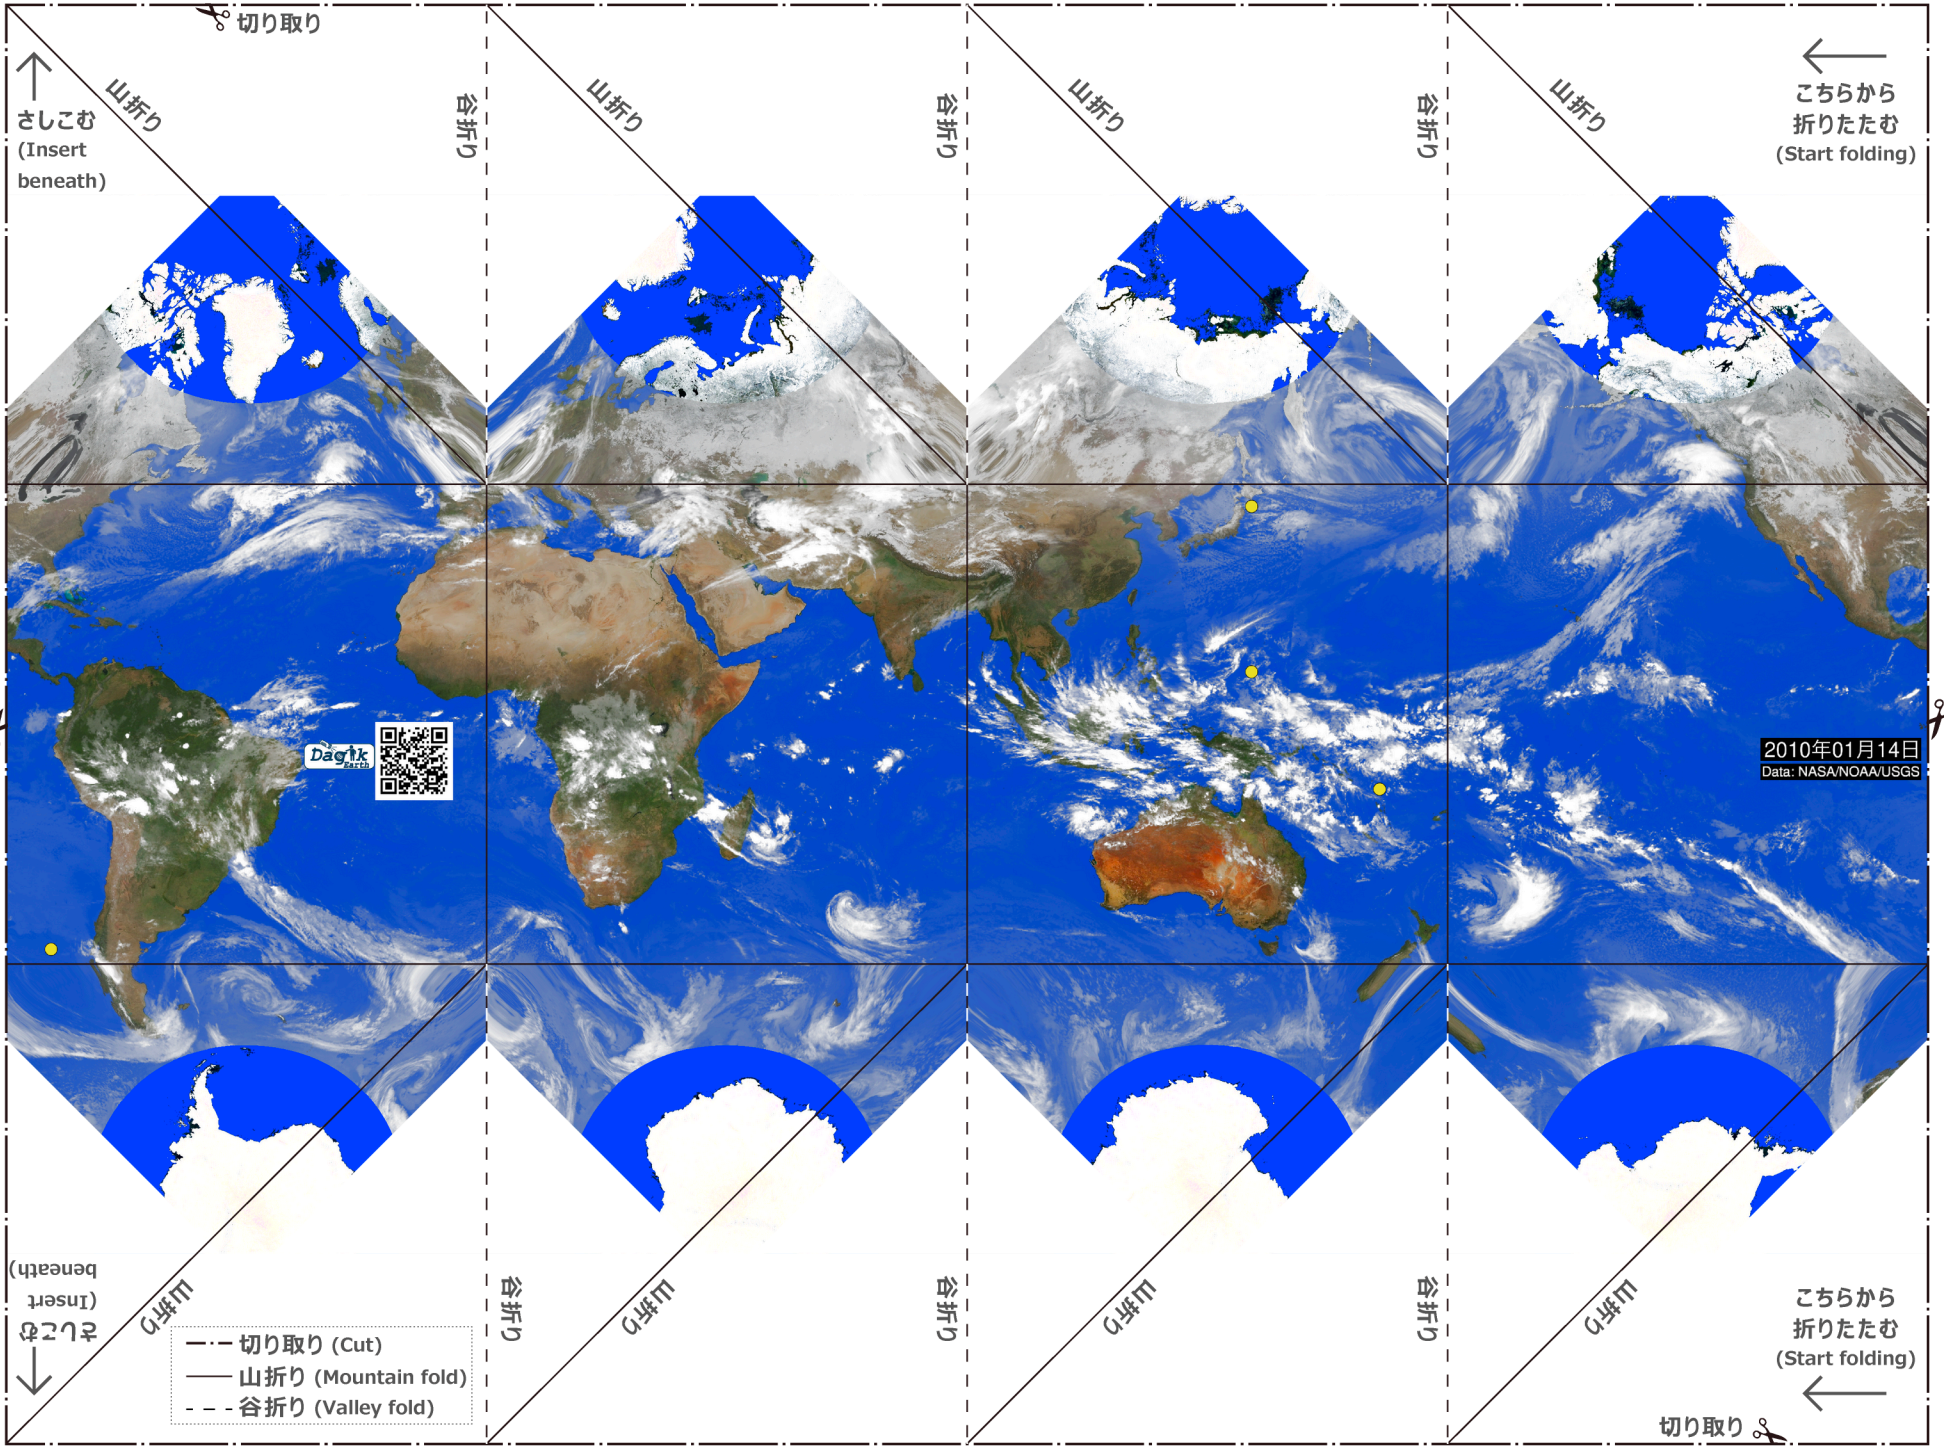 切り取り
山折り
谷折り
山折り
谷折り
山折り
谷折り
山折り
さしこむ
(Insert
beneath)
こちらから
折りたたむ
(Start folding)
Dagik
Earth
2010年01月14日
Data: NASA/NOAA/USGS
さしこむ
(Insert
beneath)
山折り
谷折り
山折り
谷折り
山折り
谷折り
山折り
こちらから
折りたたむ
(Start folding)
切り取り (Cut)
山折り (Mountain fold)
谷折り (Valley fold)
切り取り